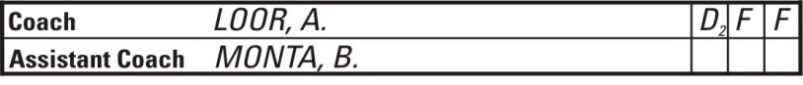 Coach LOOR, A. D₂ F F
Assistant Coach MONTA, B.